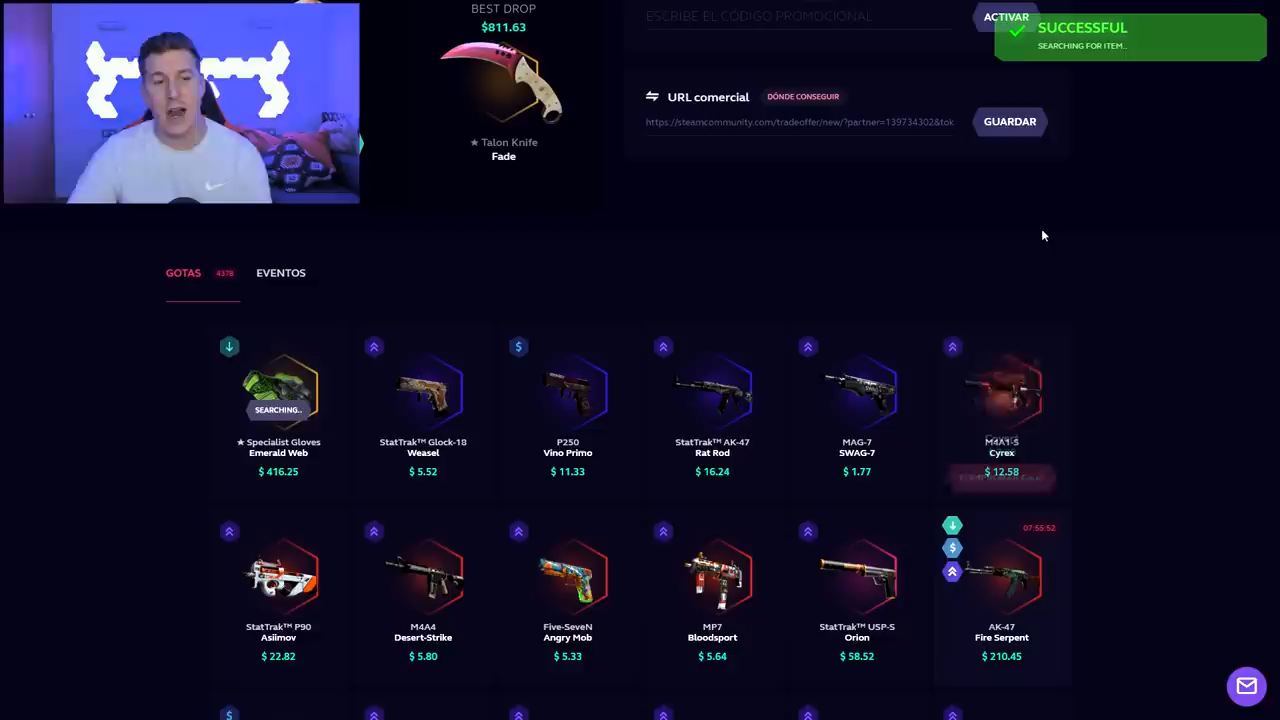 BEST DROP
$811.63
★ Talon Knife
Fade
ESCRIBE EL CÓDIGO PROMOCIONAL
ACTIVAR
SUCCESSFUL
SEARCHING FOR ITEM..
URL comercial
DÓNDE CONSEGUIR
https://steamcommunity.com/tradeoffer/new/?partner=139734302&tok
GUARDAR
GOTAS 4378 EVENTOS
SEARCHING..
★ Specialist Gloves
Emerald Web
$ 416.25
StatTrak™ Glock-18
Weasel
$ 5.52
P250
Vino Primo
$ 11.33
StatTrak™ AK-47
Rat Rod
$ 16.24
MAG-7
SWAG-7
$ 1.77
M4A1-S
Cyrex
$ 12.58
StatTrak™ P90
Asiimov
$ 22.82
M4A4
Desert-Strike
$ 5.80
Five-SeveN
Angry Mob
$ 5.33
MP7
Bloodsport
$ 5.64
StatTrak™ USP-S
Orion
$ 58.52
07:55:52
AK-47
Fire Serpent
$ 210.45